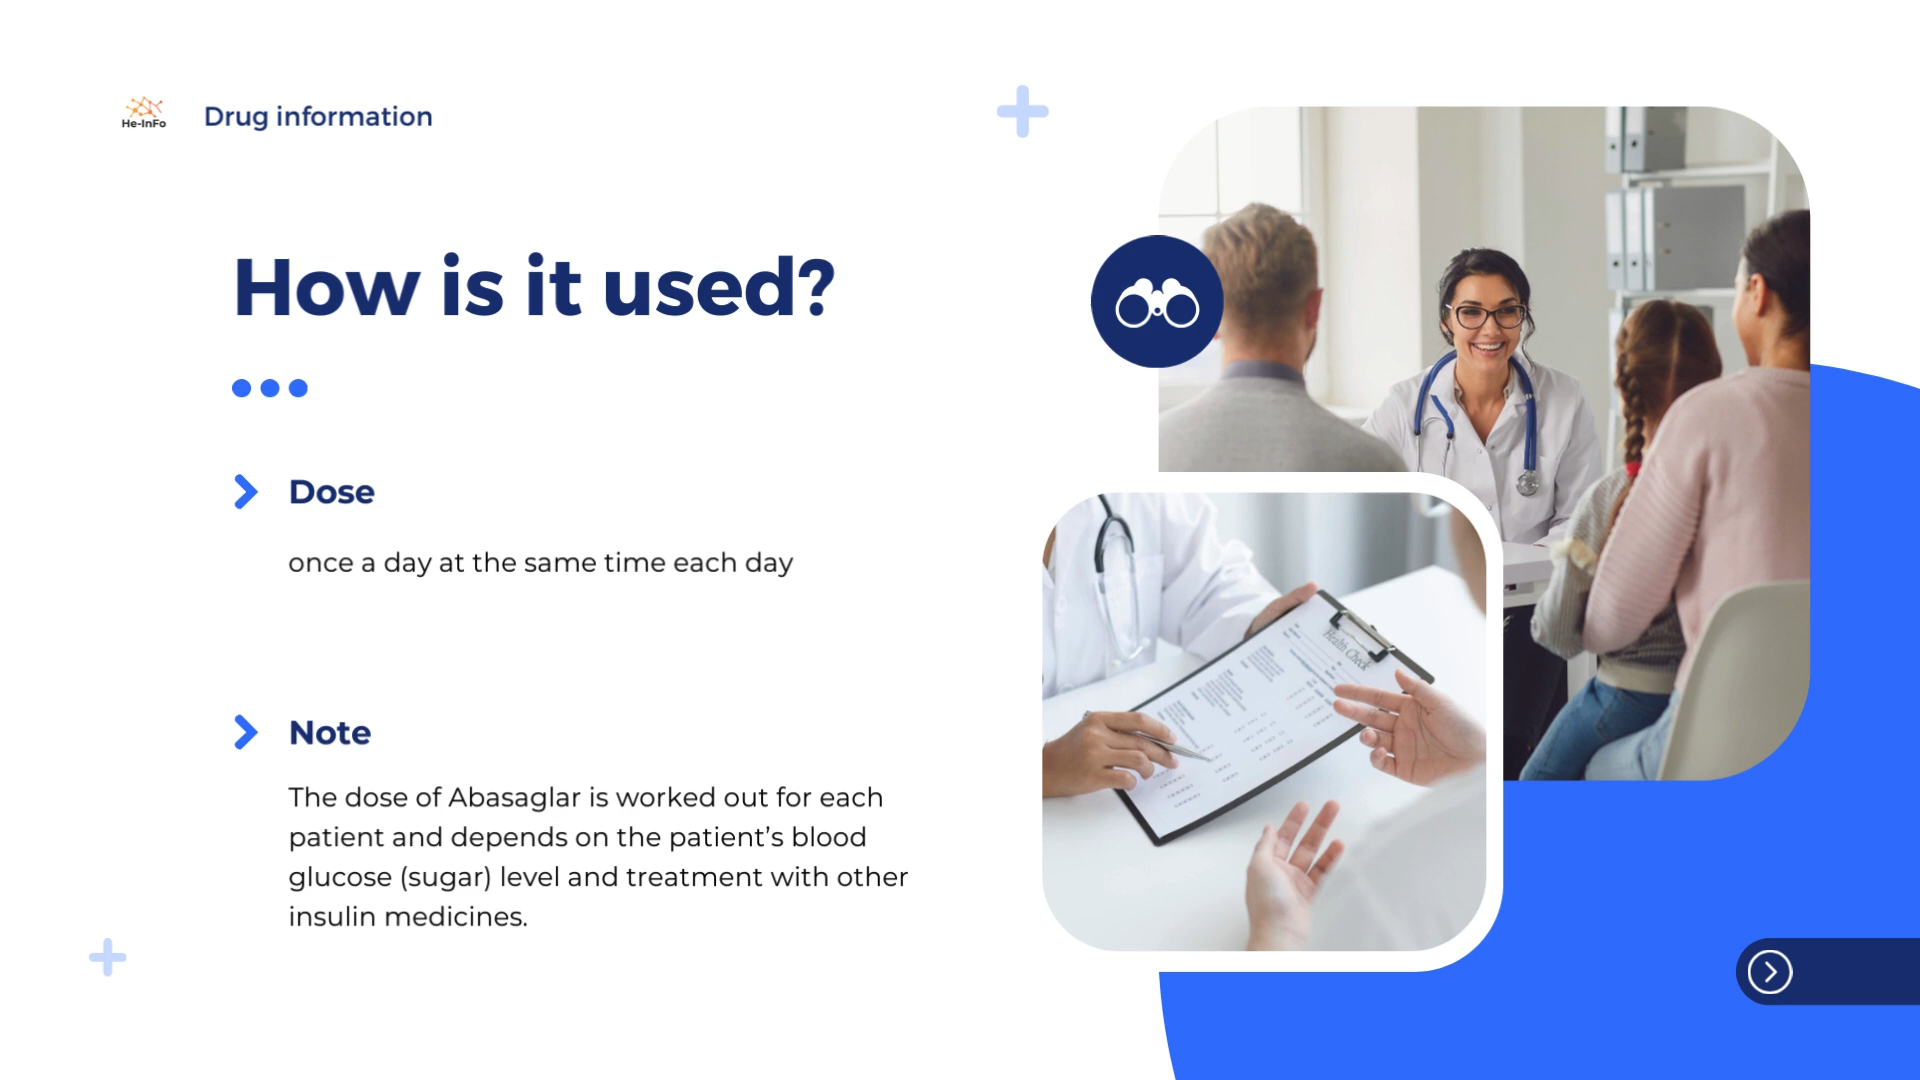 He-InFo
Drug information
How is it used?
Dose
once a day at the same time each day
Note
The dose of Abasaglar is worked out for each
patient and depends on the patient’s blood
glucose (sugar) level and treatment with other
insulin medicines.
Health Check